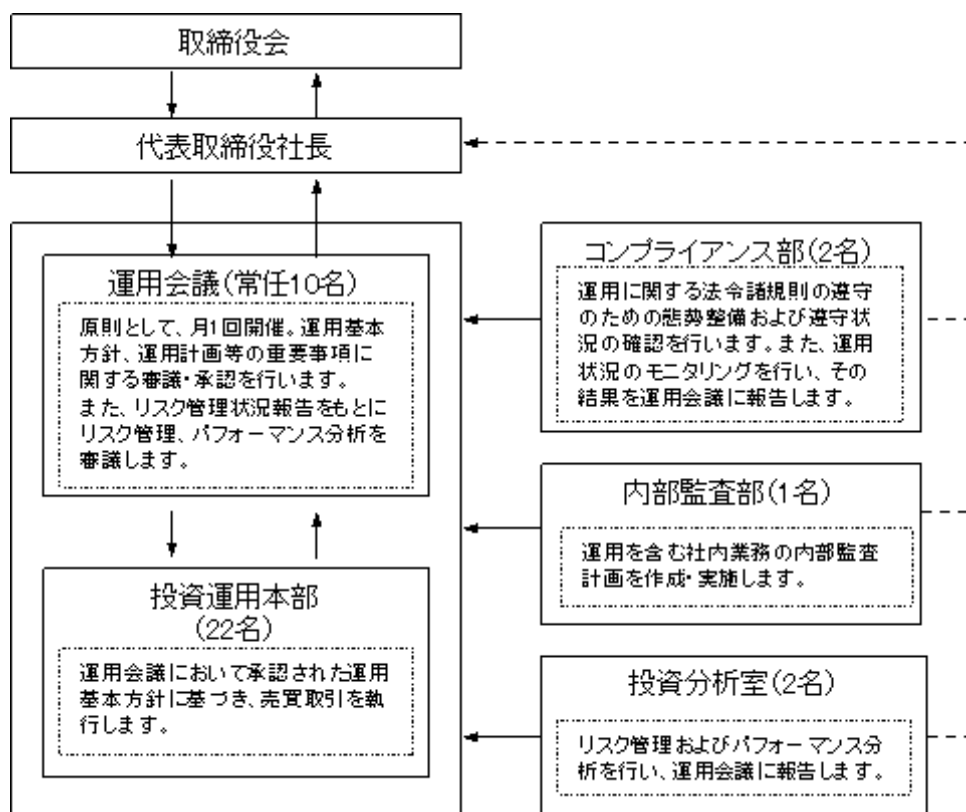 取締役会
代表取締役社長
運用会議(常任10名)
原則として、月1回開催。運用基本
方針、運用計画等の重要事項に
関する審議・承認を行います。
また、リスク管理状況報告をもとに
リスク管理、パフォーマンス分析を
審議します。
投資運用本部
(22名)
運用会議において承認された運用
基本方針に基づき、売買取引を執
行します。
コンプライアンス部(2名)
運用に関する法令諸規則の遵守
のための態勢整備および遵守状
況の確認を行います。また、運用
状況のモニタリングを行い、その
結果を運用会議に報告します。
内部監査部(1名)
運用を含む社内業務の内部監査
計画を作成・実施します。
投資分析室(2名)
リスク管理およびパフォーマンス分
析を行い、運用会議に報告します。